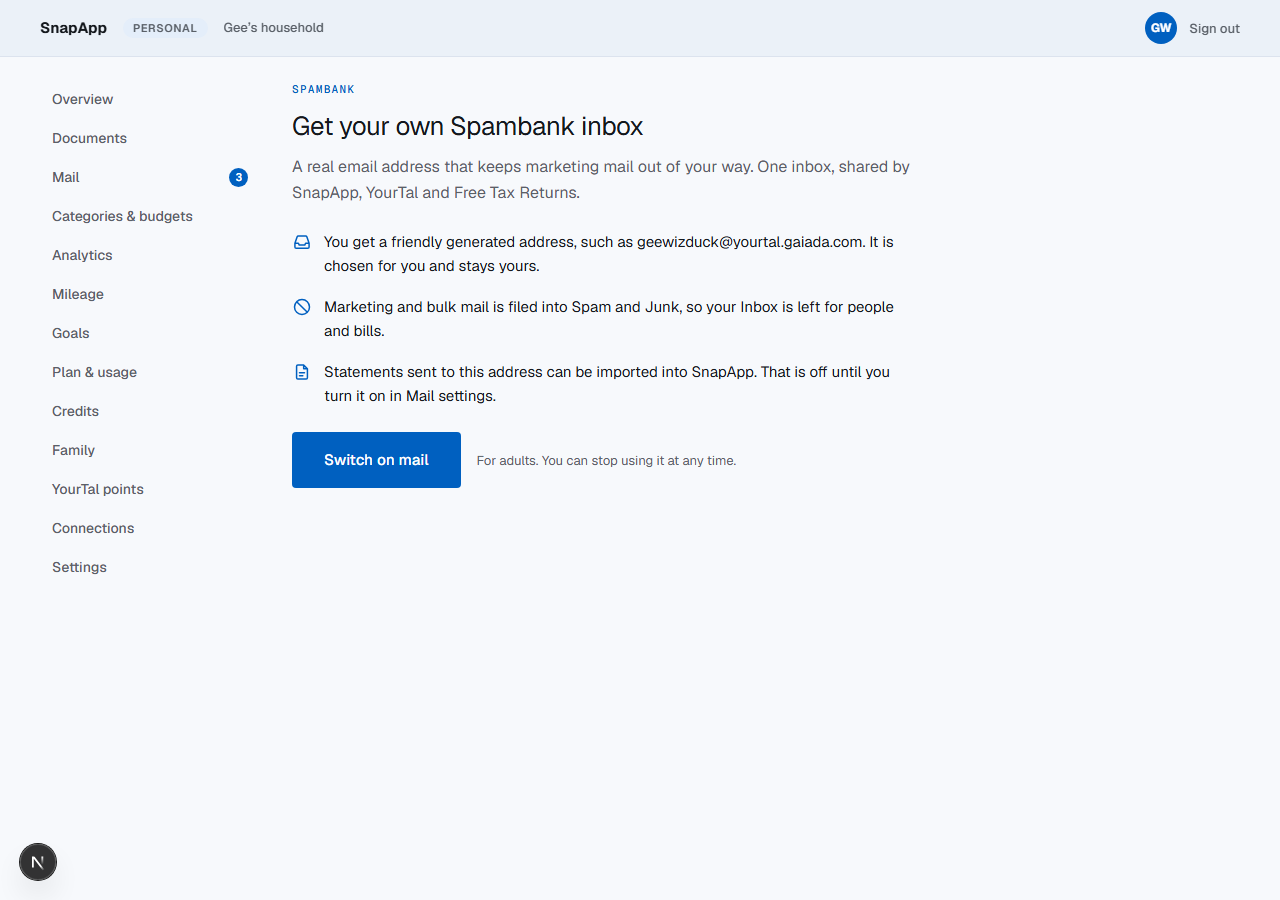 SnapApp PERSONAL Gee's household GW Sign out
Overview
Documents
Mail 3
Categories & budgets
Analytics
Mileage
Goals
Plan & usage
Credits
Family
YourTal points
Connections
Settings
SPAMBANK
Get your own Spambank inbox
A real email address that keeps marketing mail out of your way. One inbox, shared by
SnapApp, YourTal and Free Tax Returns.
You get a friendly generated address, such as geewizduck@yourtal.gaiada.com. It is
chosen for you and stays yours.
Marketing and bulk mail is filed into Spam and Junk, so your Inbox is left for people
and bills.
Statements sent to this address can be imported into SnapApp. That is off until you
turn it on in Mail settings.
Switch on mail
For adults. You can stop using it at any time.
N